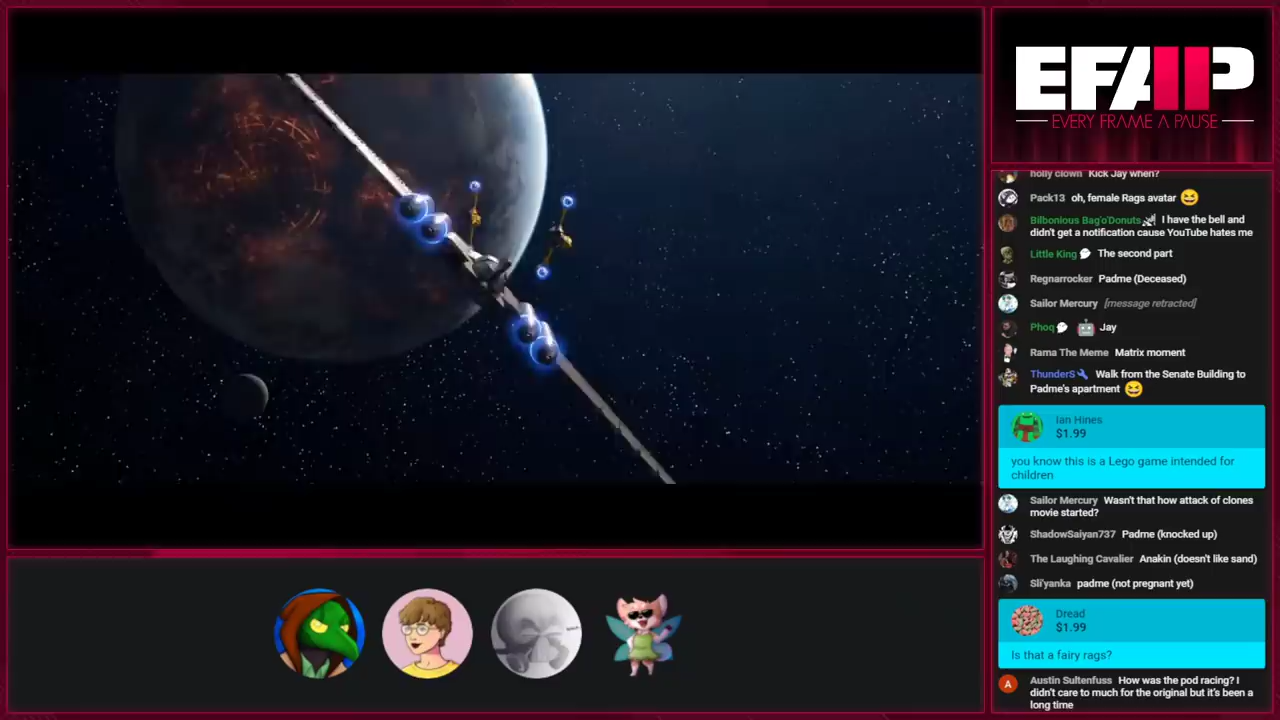 EFAP
EVERY FRAME A PAUSE
holly clown Kick Jay when?
Pack13 oh, female Rags avatar
Bilbonious Bag'o'Donuts I have the bell and
didn't get a notification cause YouTube hates me
Little King The second part
Regnarrocker Padme (Deceased)
Sailor Mercury [message retracted]
Phoq Jay
Rama The Meme Matrix moment
ThunderS Walk from the Senate Building to
Padme's apartment
Ian Hines
$1.99
you know this is a Lego game intended for
children
Sailor Mercury Wasn't that how attack of clones
movie started?
ShadowSaiyan737 Padme (knocked up)
The Laughing Cavalier Anakin (doesn't like sand)
Sli'yanka padme (not pregnant yet)
Dread
$1.99
Is that a fairy rags?
A
Austin Sultenfuss How was the pod racing? I
didn't care to much for the original but it's been a
long time